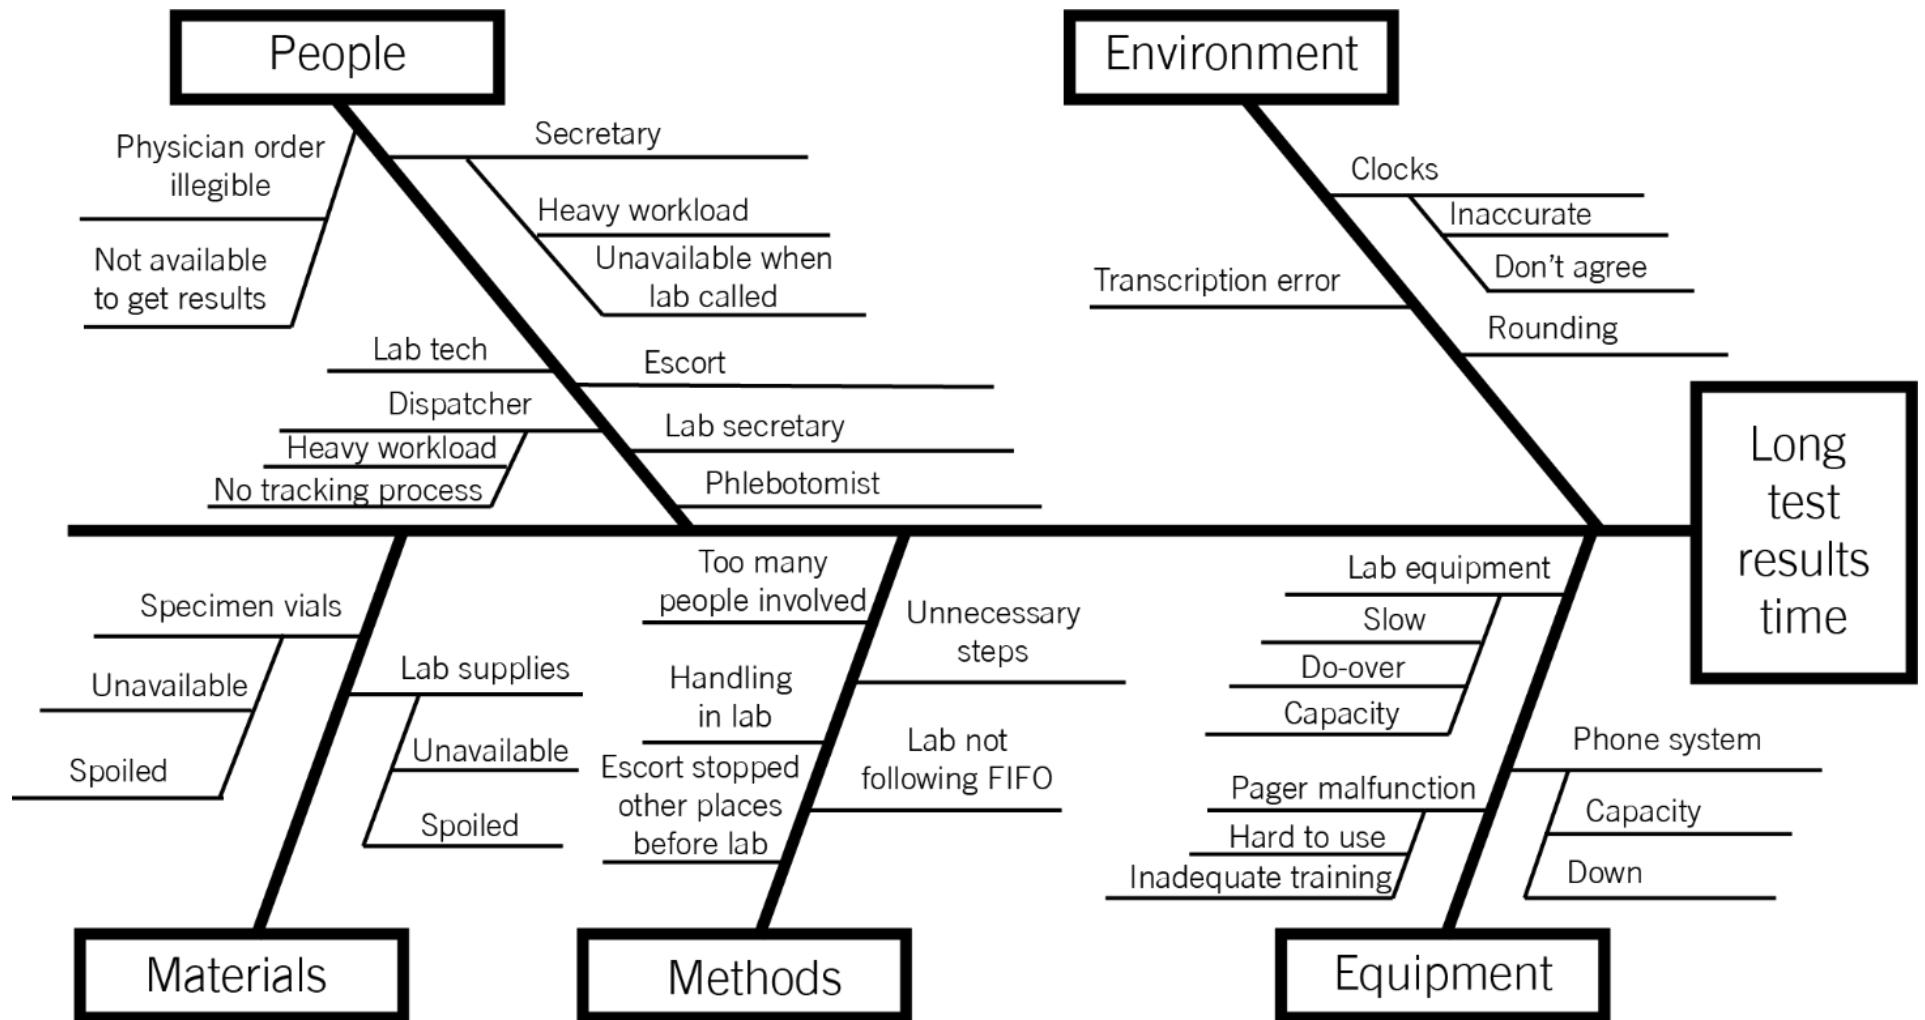 People
Environment
Physician order
illegible
Not available
to get results
Secretary
Heavy workload
Unavailable when
lab called
Lab tech
Escort
Dispatcher
Heavy workload
No tracking process
Lab secretary
Phlebotomist
Clocks
Inaccurate
Don't agree
Transcription error
Rounding
Long
test
results
time
Specimen vials
Unavailable
Spoiled
Lab supplies
Unavailable
Spoiled
Too many
people involved
Handling
in lab
Escort stopped
other places
before lab
Unnecessary
steps
Lab not
following FIFO
Lab equipment
Slow
Do-over
Capacity
Pager malfunction
Hard to use
Inadequate training
Phone system
Capacity
Down
Materials
Methods
Equipment